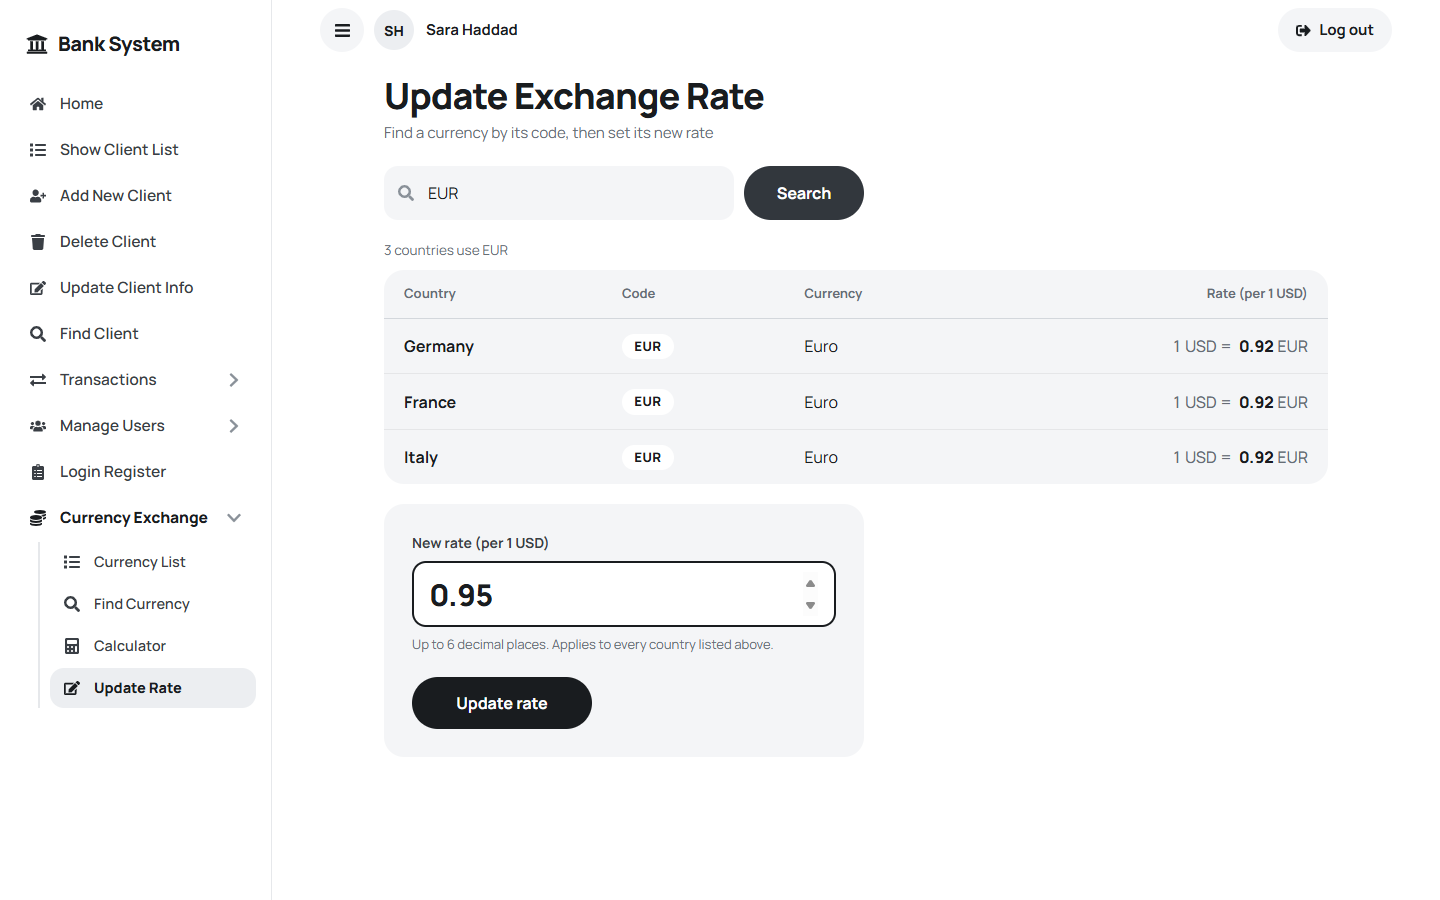 Bank System
Home
Show Client List
Add New Client
Delete Client
Update Client Info
Find Client
Transactions
Manage Users
Login Register
Currency Exchange
Currency List
Find Currency
Calculator
Update Rate
SH Sara Haddad
Log out
Update Exchange Rate
Find a currency by its code, then set its new rate
EUR
Search
3 countries use EUR
Country Code Currency Rate (per 1 USD)
Germany EUR Euro 1 USD = 0.92 EUR
France EUR Euro 1 USD = 0.92 EUR
Italy EUR Euro 1 USD = 0.92 EUR
New rate (per 1 USD)
0.95
Up to 6 decimal places. Applies to every country listed above.
Update rate